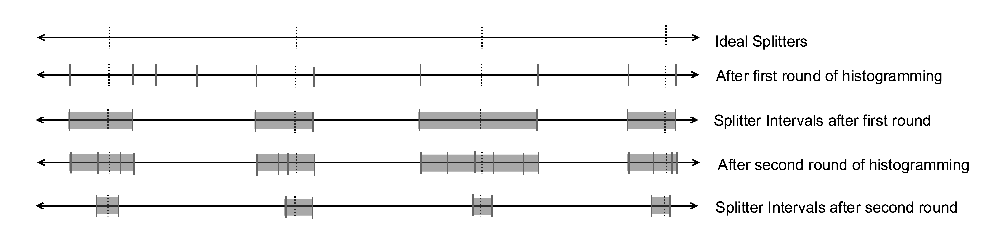 Ideal Splitters
After first round of histogramming
Splitter Intervals after first round
After second round of histogramming
Splitter Intervals after second round